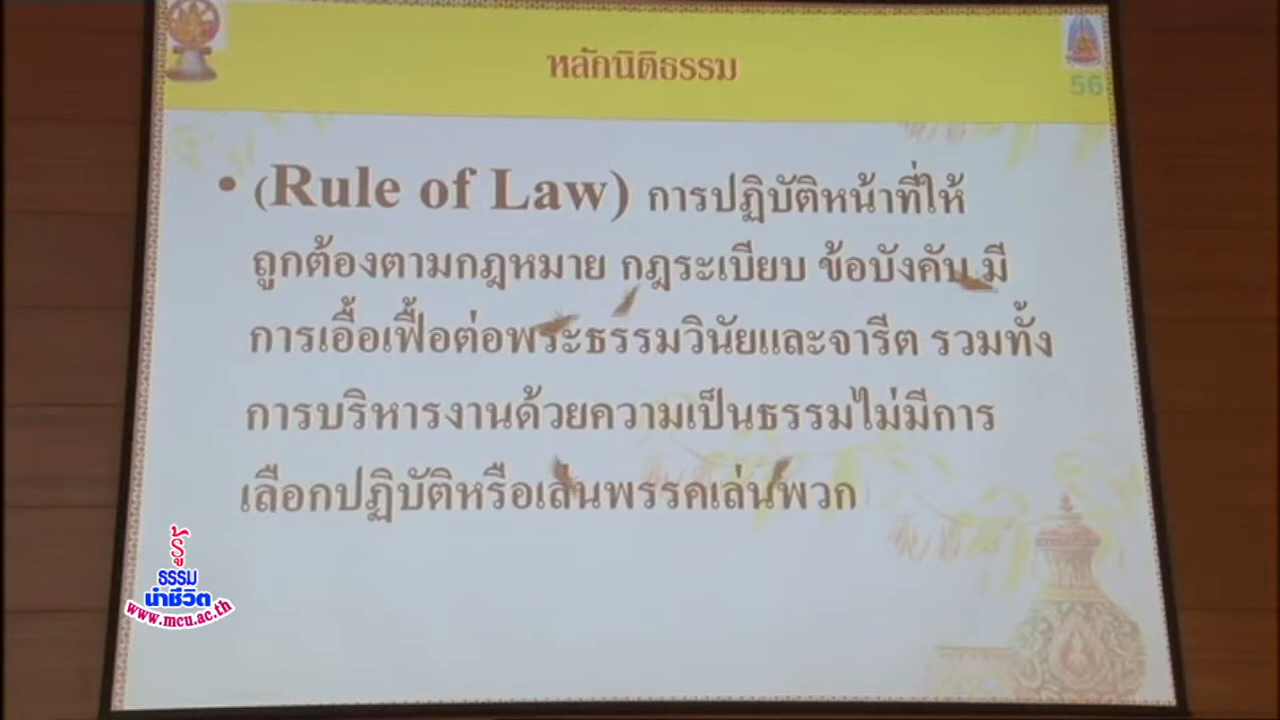 หลักนิติธรรม
56
• (Rule of Law) การปฏิบัติหน้าที่ให้
ถูกต้องตามกฎหมาย กฎระเบียบ ข้อบังคับ มี
การเอื้อเฟื้อต่อพระธรรมวินัยและจารีต รวมทั้ง
การบริหารงานด้วยความเป็นธรรมไม่มีการ
เลือกปฏิบัติหรือเล่นพรรคเล่นพวก
รู้
ธรรม
นำชีวิต
www.mcu.ac.th